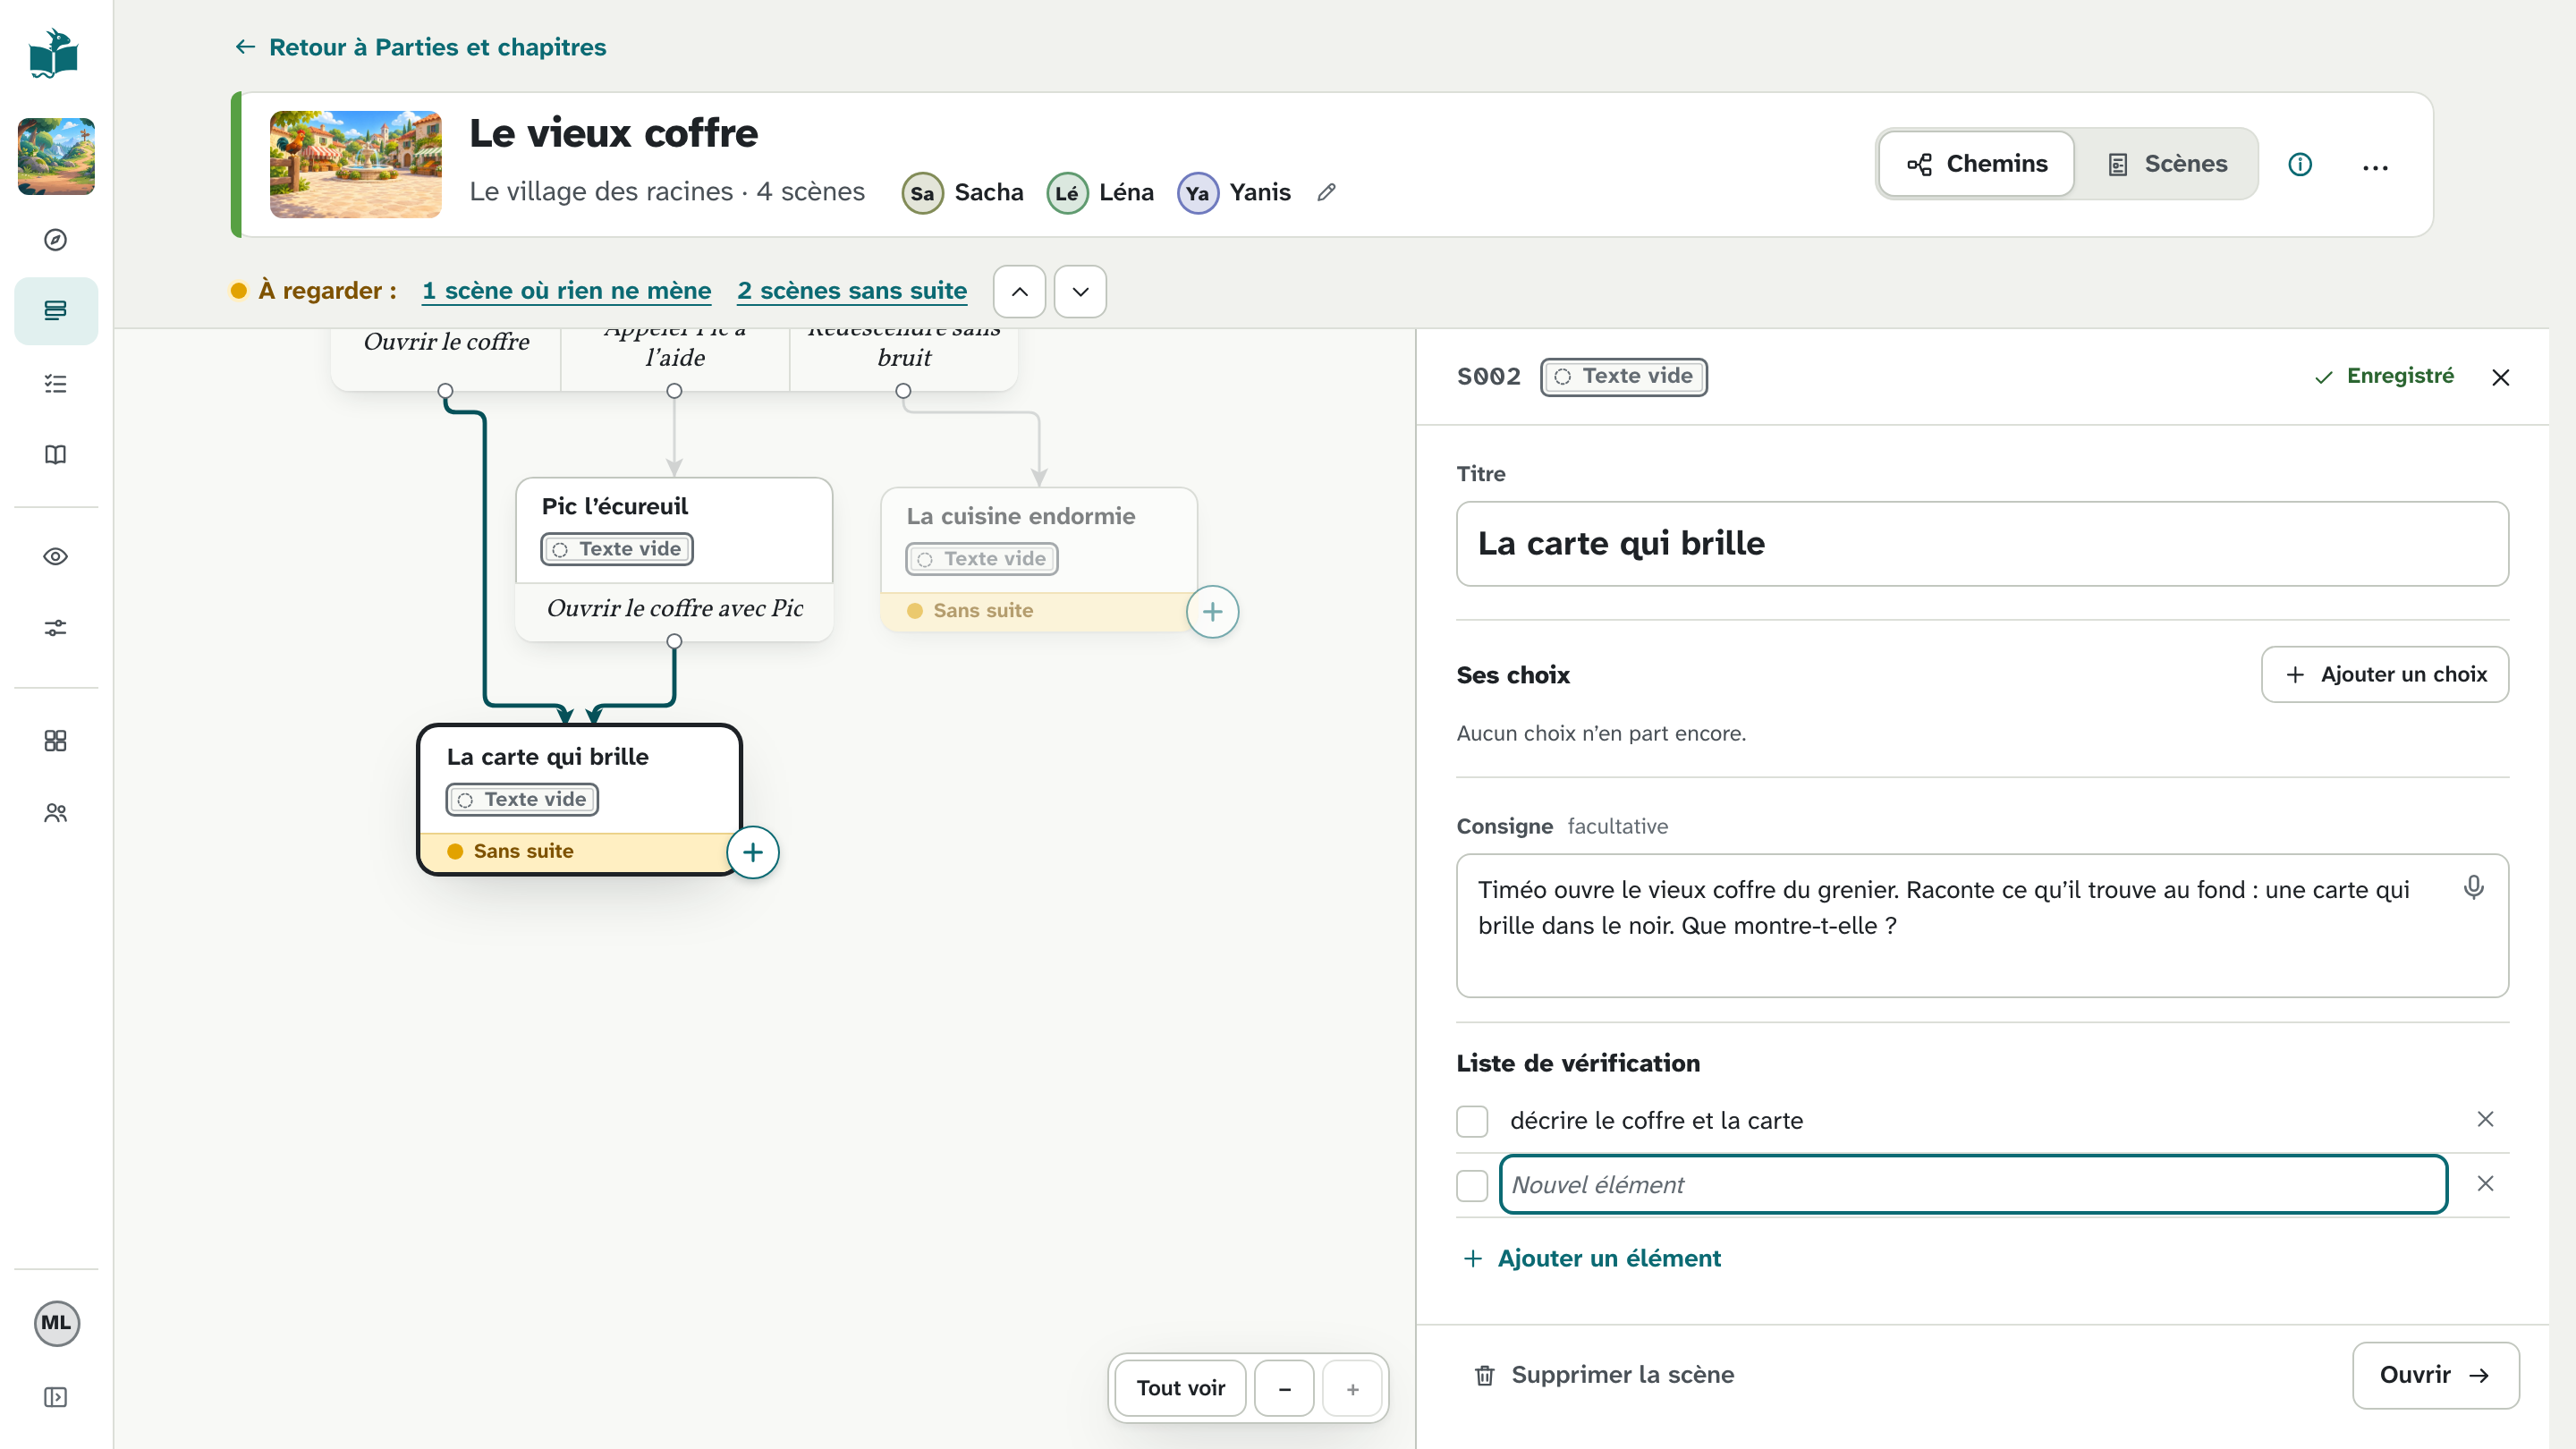 Retour à Parties et chapitres
Le vieux coffre
Le village des racines · 4 scènes
Sa Sacha Lé Léna Ya Yanis
Chemins
Scènes
À regarder : 1 scène où rien ne mène 2 scènes sans suite
Ouvrir le coffre
Appeler Pic à
l’aide
Redescendre sans
bruit
Pic l’écureuil
Texte vide
Ouvrir le coffre avec Pic
La cuisine endormie
Texte vide
Sans suite
La carte qui brille
Texte vide
Sans suite
Tout voir
ML
S002 Texte vide
Enregistré
Titre
La carte qui brille
Ses choix
Ajouter un choix
Aucun choix n’en part encore.
Consigne facultative
Timéo ouvre le vieux coffre du grenier. Raconte ce qu’il trouve au fond : une carte qui
brille dans le noir. Que montre-t-elle ?
Liste de vérification
décrire le coffre et la carte
Nouvel élément
Ajouter un élément
Supprimer la scène
Ouvrir